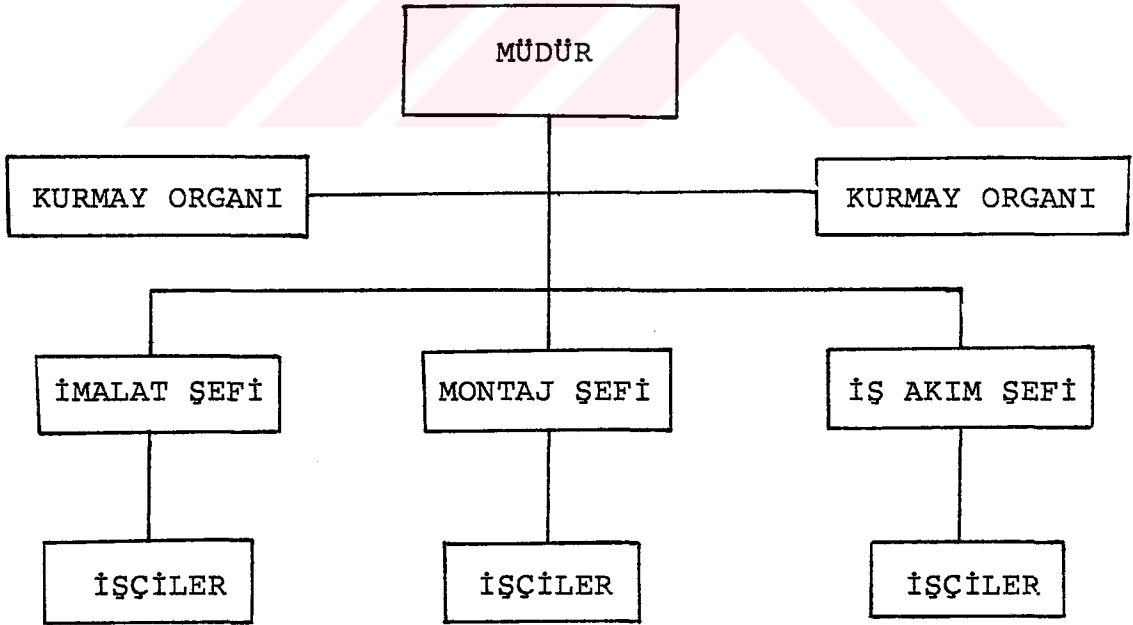 MÜDÜR
KURMAY ORGANI
KURMAY ORGANI
İMALAT ŞEFİ
MONTAJ ŞEFİ
İŞ AKIM ŞEFİ
İŞÇİLER
İŞÇİLER
İŞÇİLER